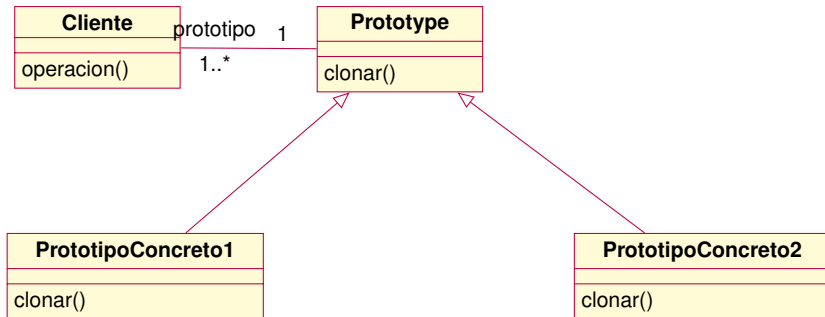 Cliente
operacion()
prototipo
1
1..*
Prototype
clonar()
PrototipoConcreto1
clonar()
PrototipoConcreto2
clonar()